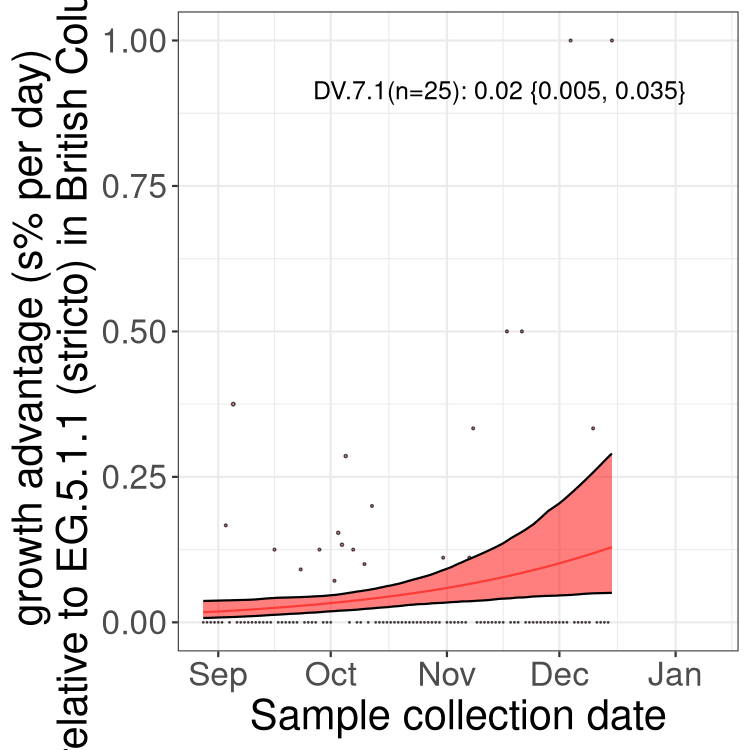 growth advantage (s% per day)
relative to EG.5.1.1 (stricto) in British
1.00
0.75
0.50
0.25
0.00
DV.7.1(n=25): 0.02 {0.005, 0.035}
Sep Oct Nov Dec Jan
Sample collection date